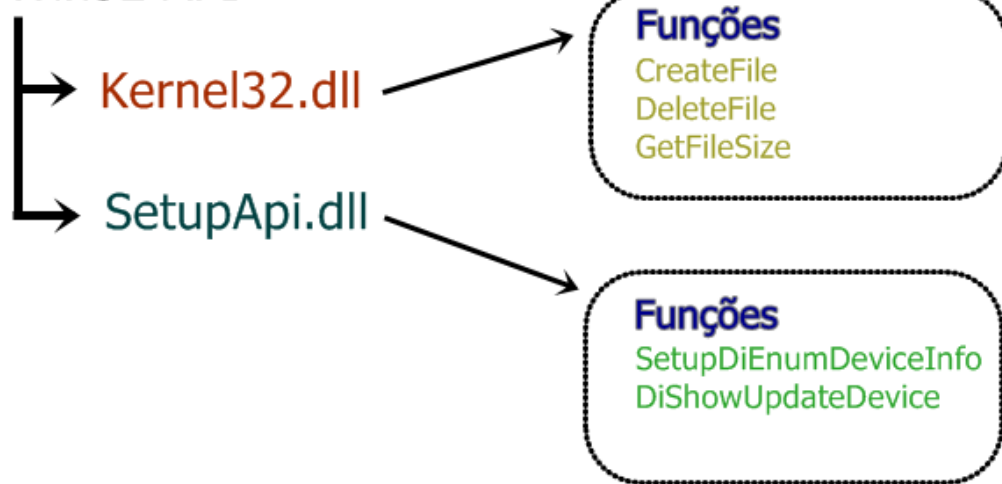 Kernel32.dll
Funções
CreateFile
DeleteFile
GetFileSize
SetupApi.dll
Funções
SetupDiEnumDeviceInfo
DiShowUpdateDevice